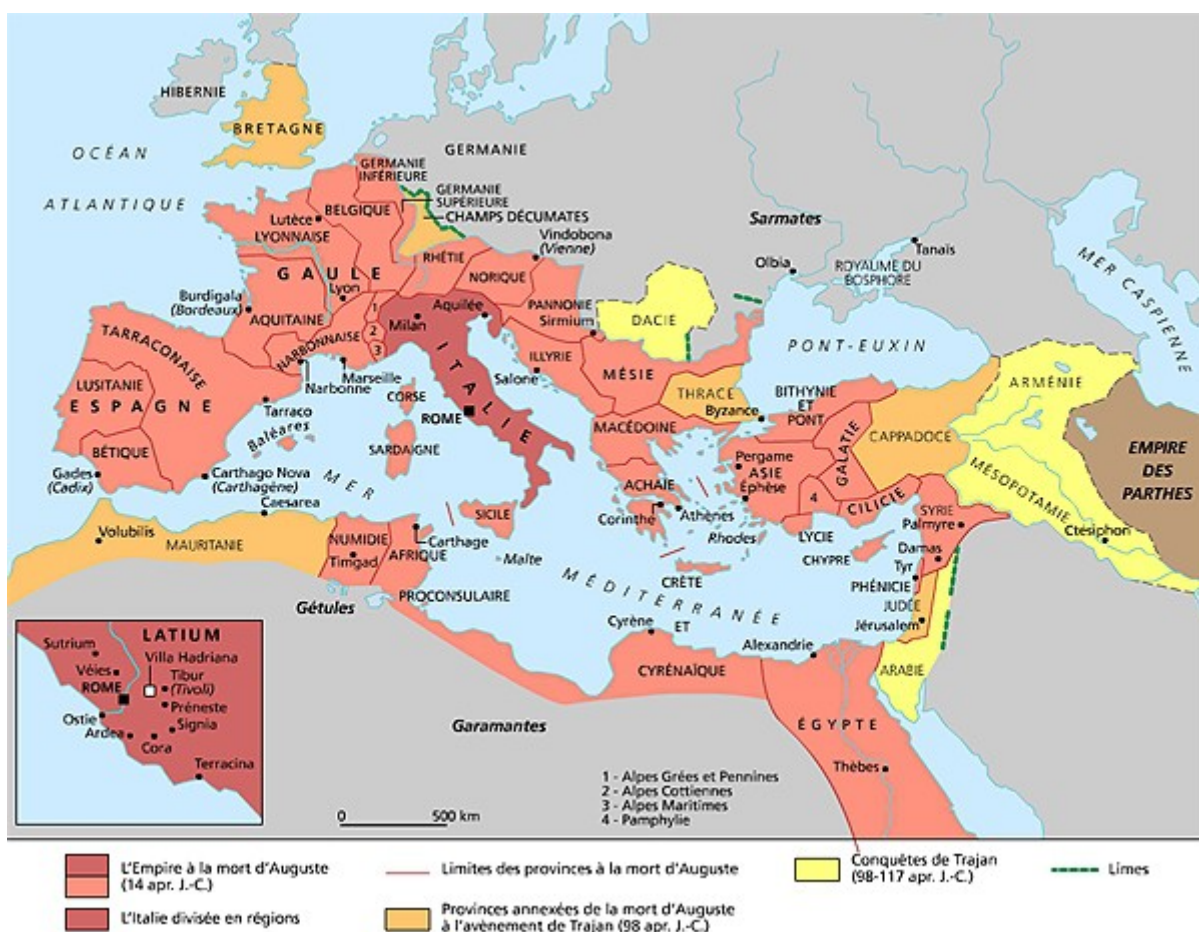 HIBERNIE
BRETAGNE
OCÉAN
ATLANTIQUE
GERMANIE
GERMANIE
INFÉRIEURE
GERMANIE
SUPÉRIEURE
CHAMPS DÉCUMATES
BELGIQUE
Lutèce
LYONNAISE
Vindobona
(Vienne)
Sarmates
Tanaïs
Olbia
ROYAUME DU
BOSPHORE
MER CASPIENNE
RHÉTIE
NORIQUE
GAULE
Lyon
Burdigala
(Bordeaux)
AQUITAINE
1
2
3
Aquilée
Milan
PANNONIE
Sirmium
DACIE
PONT-EUXIN
TARRACONAISE
NARBONNAISE
Narbonne
Marseille
ITALIE
ILLYRIE
Salone
MÉSIE
THRACE
Byzance
BITHYNIE
ET
PONT
ARMÉNIE
LUSITANIE
ESPAGNE
Tarraco
Baléares
CORSE
ROME
SARDAIGNE
MACÉDOINE
GALATIE
CAPPADOCE
EMPIRE
DES
PARTHES
BÉTIQUE
Gades
(Cadix)
Carthago Nova
(Carthagène)
Caesarea
MER
MÉDITERRANÉE
Pergame
ASIE
Éphèse
ACHAÏE
Corinthe
Athènes
4
CILICIE
MÉSOPOTAMIE
SYRIE
Palmyre
Ctésiphon
SICILE
Volubilis
MAURITANIE
NUMIDIE
Timgad
AFRIQUE
Carthage
Malte
Rhodes
LYCIE
CHYPRE
Damas
Tyr
PHÉNICIE
CRÈTE
PROCONSULAIRE
Gétules
JUDÉE
Jérusalem
Cyrène
ET
CYRÉNAÏQUE
Alexandrie
ARABIE
ÉGYPTE
Thèbes
Garamantes
LATIUM
Sutrium
Villa Hadriana
Véies
Tibur
(Tivoli)
ROME
Préneste
Ostie
Signia
Ardea
Cora
Terracina
0
500 km
1 - Alpes Grées et Pennines
2 - Alpes Cottiennes
3 - Alpes Maritimes
4 - Pamphylie
L'Empire à la mort d'Auguste
(14 apr. J.-C.)
L'Italie divisée en régions
Limites des provinces à la mort d'Auguste
Provinces annexées de la mort d'Auguste
à l'avènement de Trajan (98 apr. J.-C.)
Conquêtes de Trajan
(98-117 apr. J.-C.)
Limes